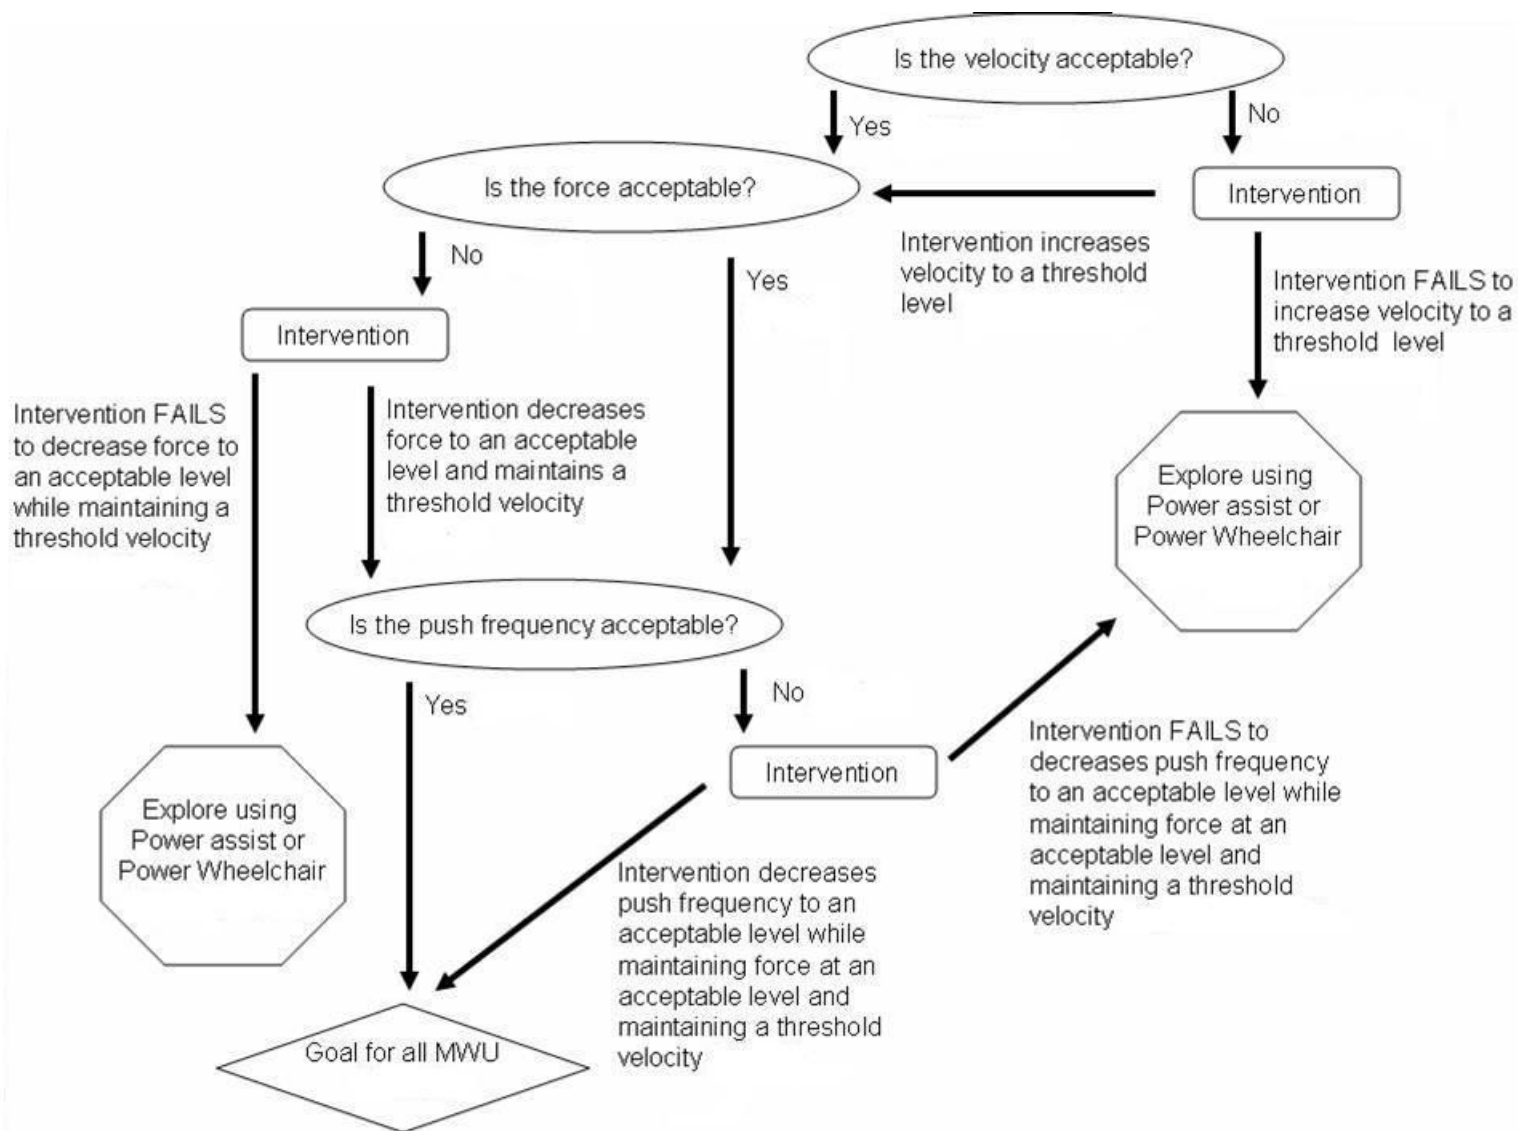 Is the velocity acceptable?
Yes
No
Is the force acceptable?
Intervention
Intervention increases
velocity to a threshold
level
No
Yes
Intervention FAILS to
increase velocity to a
threshold level
Intervention
Intervention FAILS
to decrease force to
an acceptable level
while maintaining a
threshold velocity
Intervention decreases
force to an acceptable
level and maintains a
threshold velocity
Explore using
Power assist or
Power Wheelchair
Is the push frequency acceptable?
Yes
No
Intervention
Intervention FAILS to
decreases push frequency
to an acceptable level while
maintaining force at an
acceptable level and
maintaining a threshold
velocity
Explore using
Power assist or
Power Wheelchair
Intervention decreases
push frequency to an
acceptable level while
maintaining force at an
acceptable level and
maintaining a threshold
velocity
Goal for all MWU